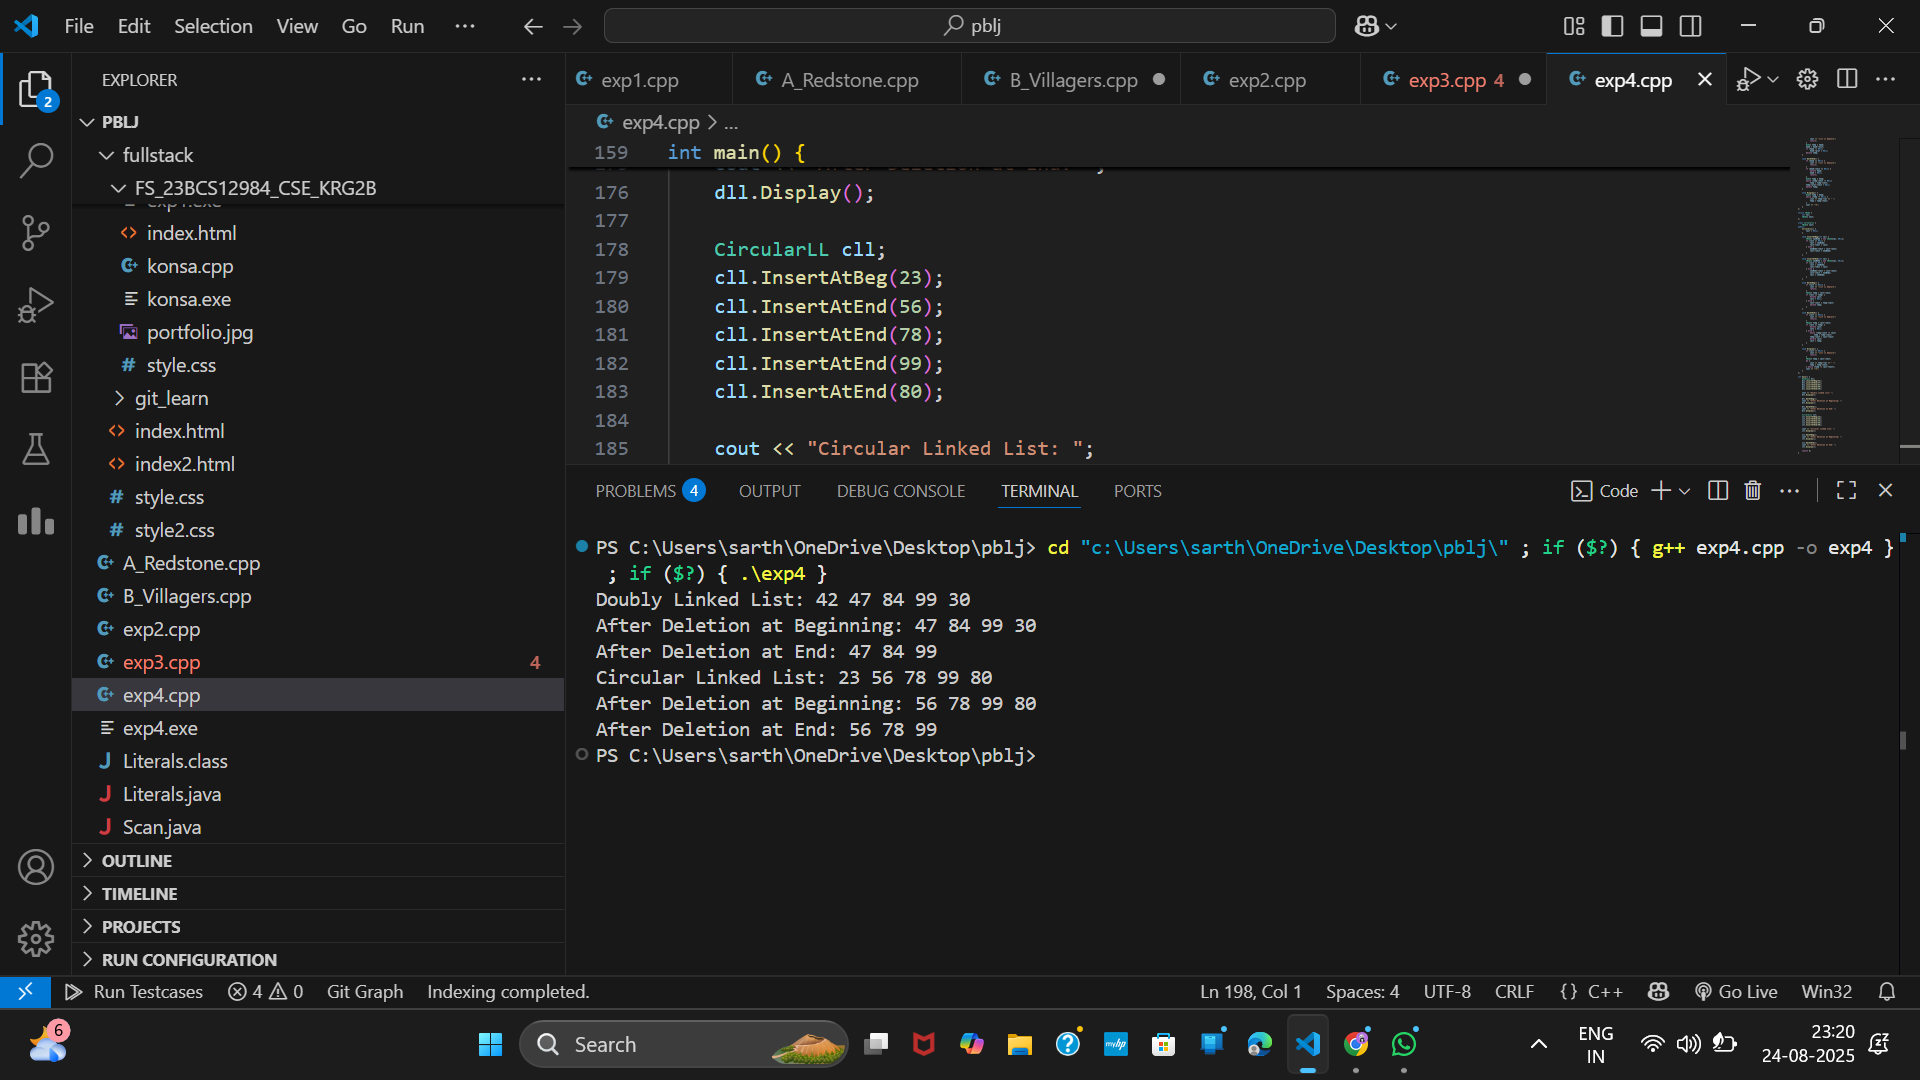 File Edit Selection View Go Run ... pblj
EXPLORER ...
2
PBLJ
fullstack
FS_23BCS12984_CSE_KRG2B
exp1.exe
index.html
konsa.cpp
konsa.exe
portfolio.jpg
style.css
git_learn
index.html
index2.html
style.css
style2.css
A_Redstone.cpp
B_Villagers.cpp
exp2.cpp
exp3.cpp 4
exp4.cpp
exp4.exe
Literals.class
Literals.java
Scan.java
OUTLINE
TIMELINE
PROJECTS
RUN CONFIGURATION
exp1.cpp A_Redstone.cpp B_Villagers.cpp exp2.cpp exp3.cpp 4 exp4.cpp
exp4.cpp > ...
159 int main() {
176 dll.Display();
177
178 CircularLL cll;
179 cll.InsertAtBeg(23);
180 cll.InsertAtEnd(56);
181 cll.InsertAtEnd(78);
182 cll.InsertAtEnd(99);
183 cll.InsertAtEnd(80);
184
185 cout << "Circular Linked List: ";
PROBLEMS 4 OUTPUT DEBUG CONSOLE TERMINAL PORTS Code
PS C:\Users\sarth\OneDrive\Desktop\pblj> cd "c:\Users\sarth\OneDrive\Desktop\pblj\" ; if ($?) { g++ exp4.cpp -o exp4 }
; if ($?) { .\exp4 }
Doubly Linked List: 42 47 84 99 30
After Deletion at Beginning: 47 84 99 30
After Deletion at End: 47 84 99
Circular Linked List: 23 56 78 99 80
After Deletion at Beginning: 56 78 99 80
After Deletion at End: 56 78 99
PS C:\Users\sarth\OneDrive\Desktop\pblj>
Run Testcases 4 0 Git Graph Indexing completed. Ln 198, Col 1 Spaces: 4 UTF-8 CRLF {} C++ Go Live Win32
6 Search myhp ENG 23:20
IN 24-08-2025